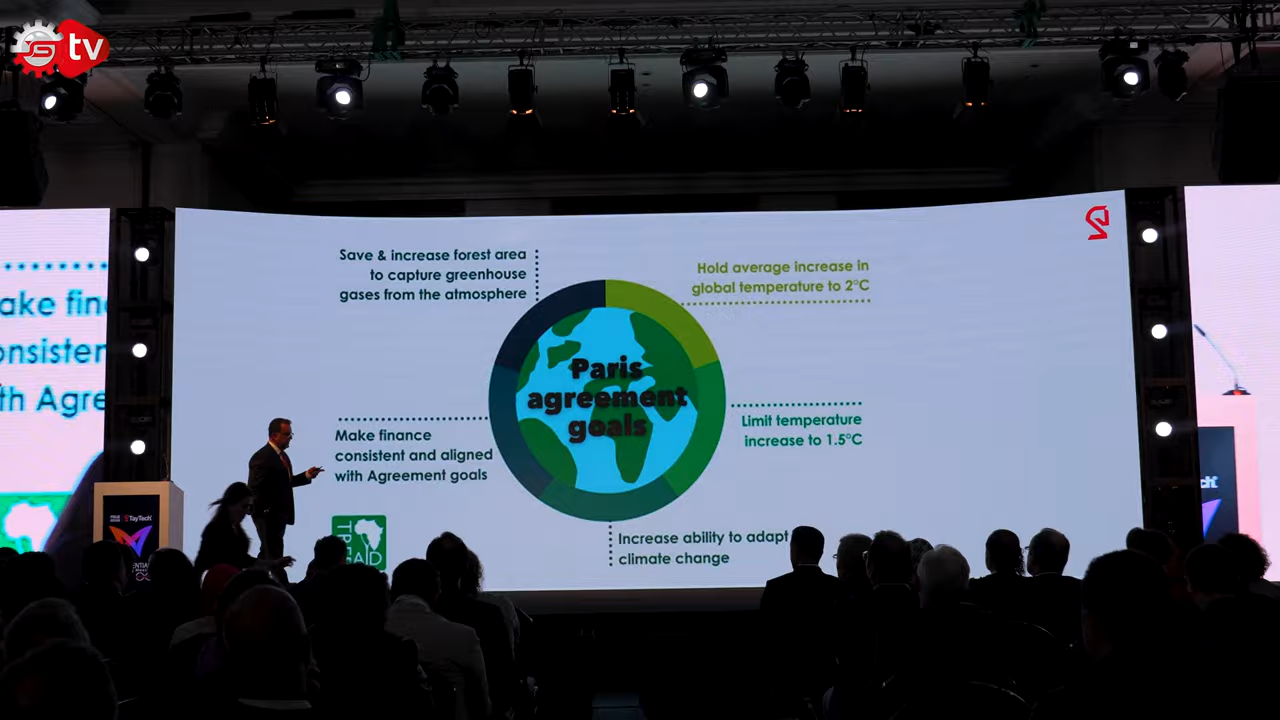 tv
Save & increase forest area
to capture greenhouse
gases from the atmosphere
Hold average increase in
global temperature to 2°C
Paris
agreement
goals
Limit temperature
increase to 1.5°C
Make finance
consistent and aligned
with Agreement goals
Increase ability to adapt
climate change
ake fin
onsisten
th Agre
TayTech